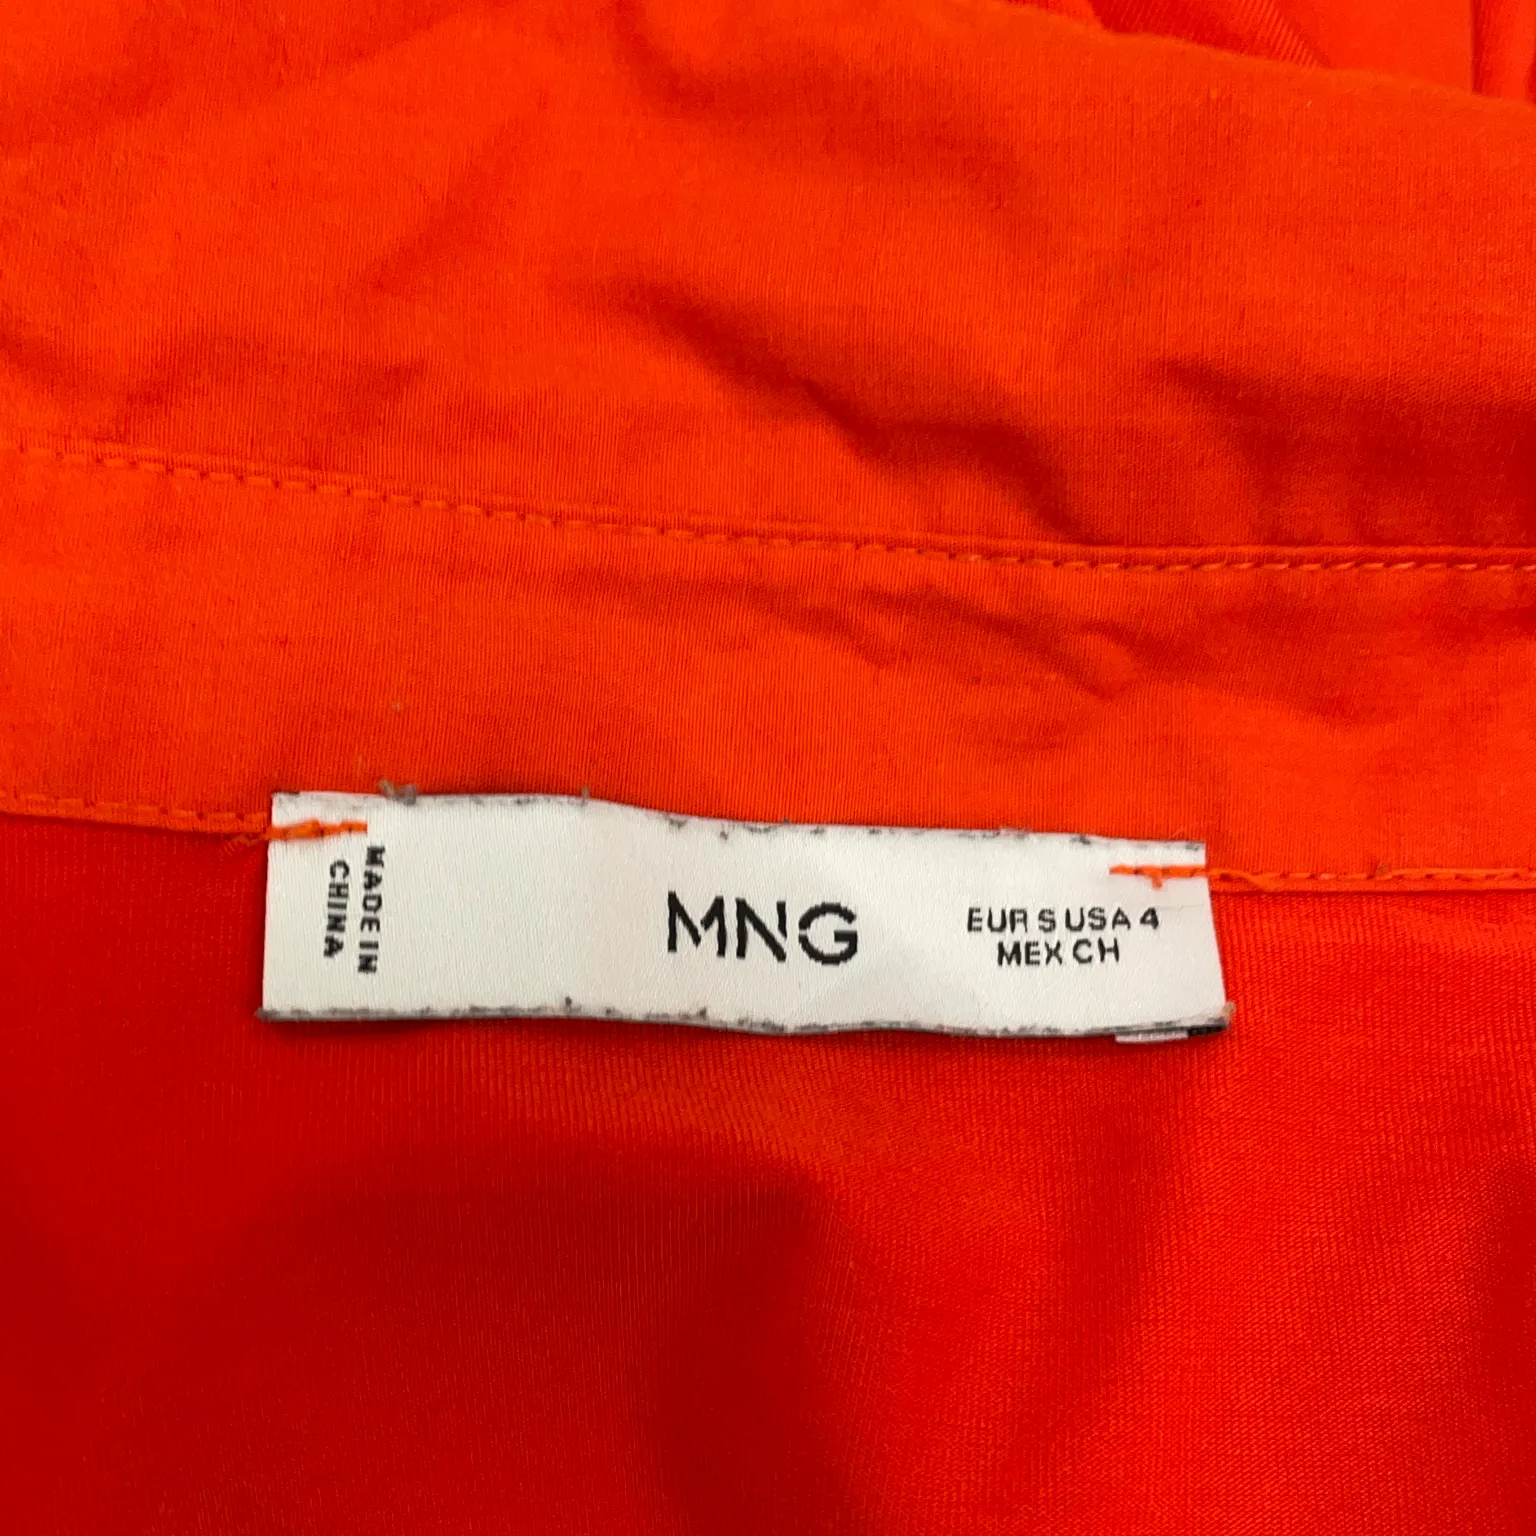 MADE IN
CHINA
MNG
EUR S USA 4
MEX CH